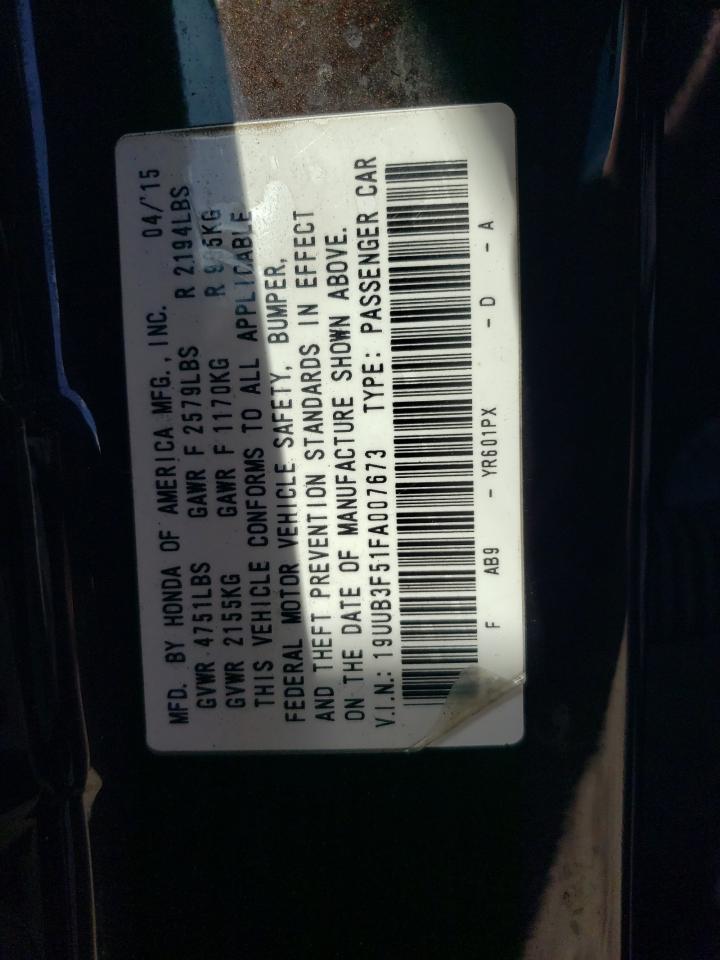 MFD. BY HONDA OF AMERICA MFG., INC. 04/'15
GVWR 4751LBS GAWR F 2579LBS R 2194LBS
GVWR 2155KG GAWR F 1170KG R 995KG
THIS VEHICLE CONFORMS TO ALL APPLICABLE
FEDERAL MOTOR VEHICLE SAFETY, BUMPER,
AND THEFT PREVENTION STANDARDS IN EFFECT
ON THE DATE OF MANUFACTURE SHOWN ABOVE.
V.I.N.: 19UUB3F51FA007673 TYPE: PASSENGER CAR
F AB9 - YR601PX - D - A